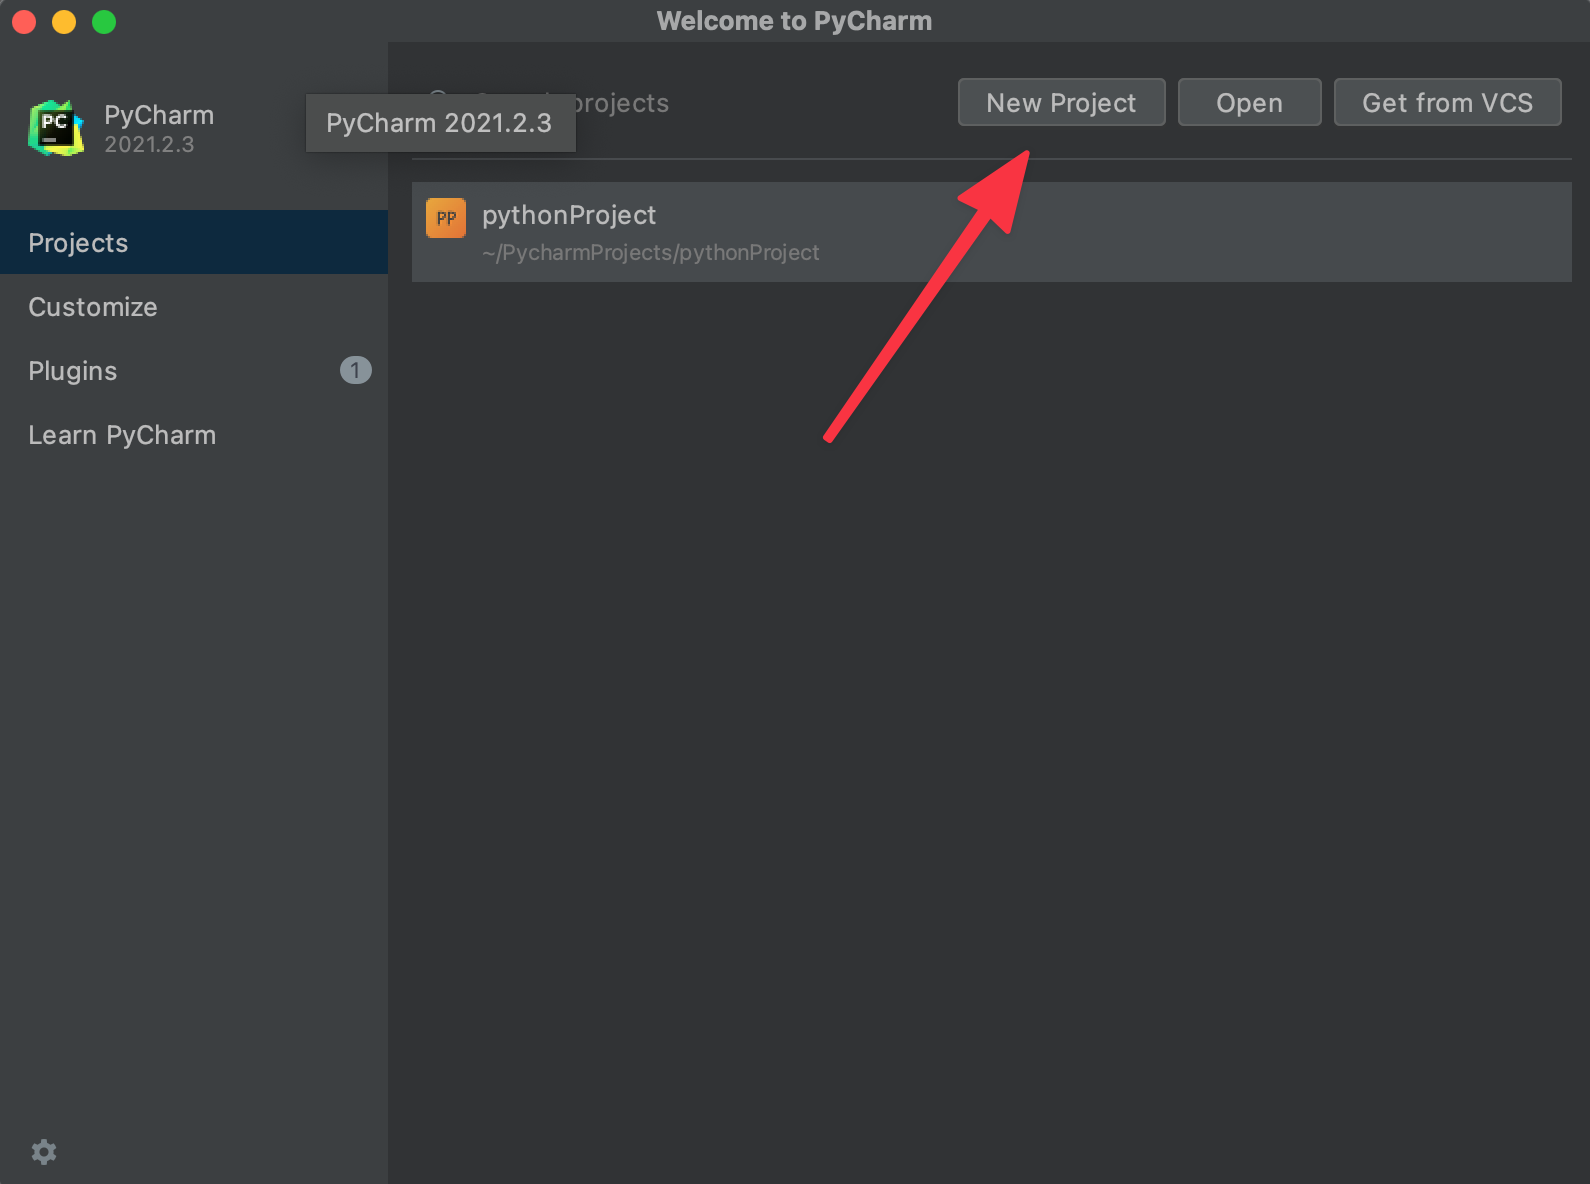 Welcome to PyCharm
PC
PyCharm
2021.2.3
PyCharm 2021.2.3
projects
New Project
Open
Get from VCS
Projects
Customize
Plugins
1
Learn PyCharm
PP
pythonProject
~/PycharmProjects/pythonProject